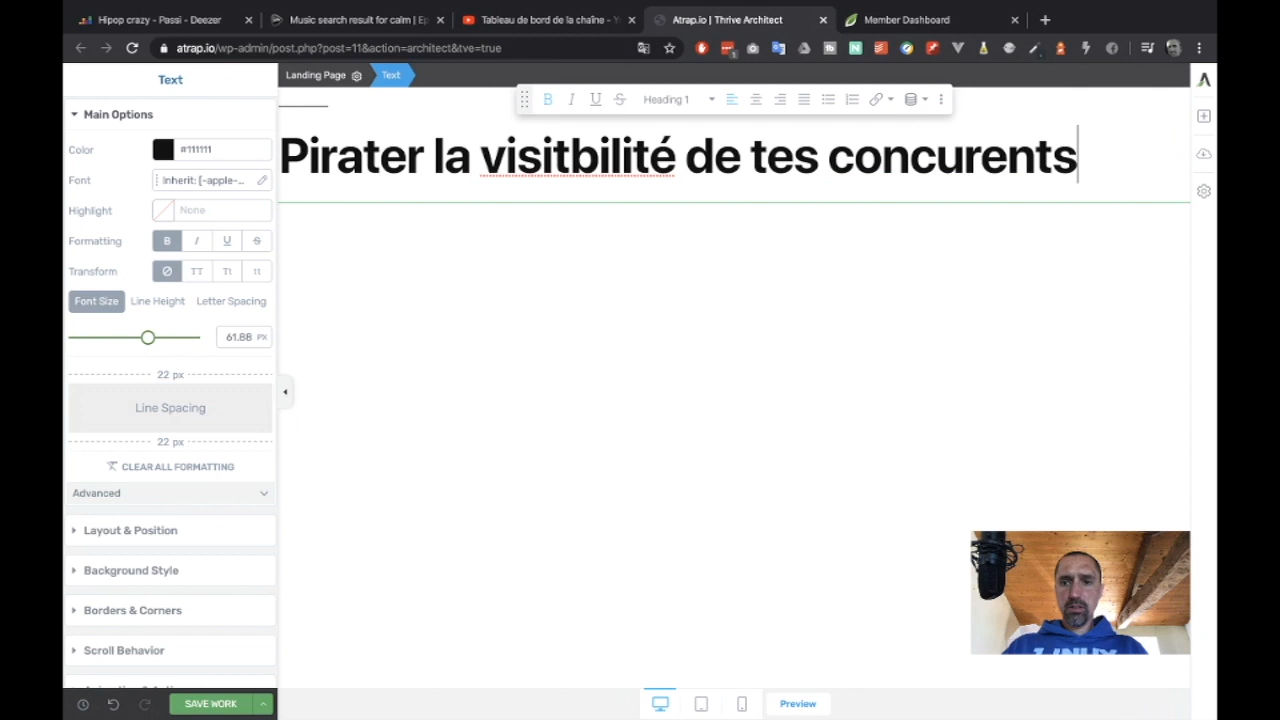 Hipop crazy - Passi - Deezer
Music search result for calm | Ep
Tableau de bord de la chaîne - Y
Atrap.io | Thrive Architect
Member Dashboard
atrap.io/wp-admin/post.php?post=11&action=architect&tve=true
Text
Landing Page
Text
Heading 1
Main Options
Color
#111111
Font
Inherit: [-apple-...
Highlight
None
Formatting
B
I
U
S
Transform
TT
Tt
tt
Font Size
Line Height
Letter Spacing
61.88 PX
22 px
Line Spacing
22 px
CLEAR ALL FORMATTING
Advanced
Layout & Position
Background Style
Borders & Corners
Scroll Behavior
SAVE WORK
Pirater la visitbilité de tes concurents
LINUX
Preview